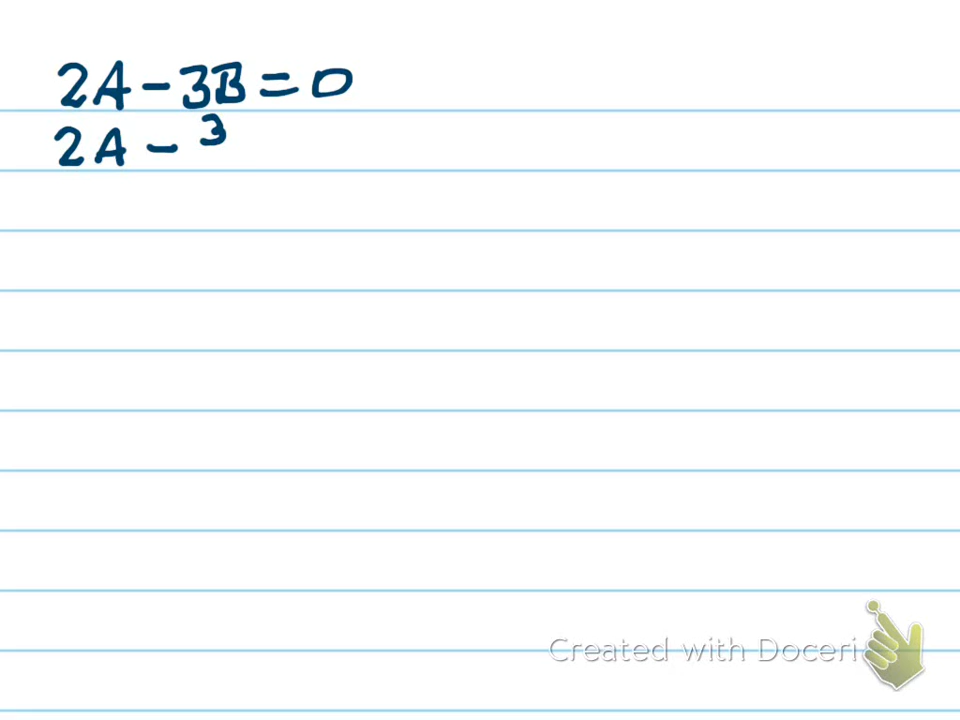 2A - 3B = 0
2A - 3
Created with Doceri